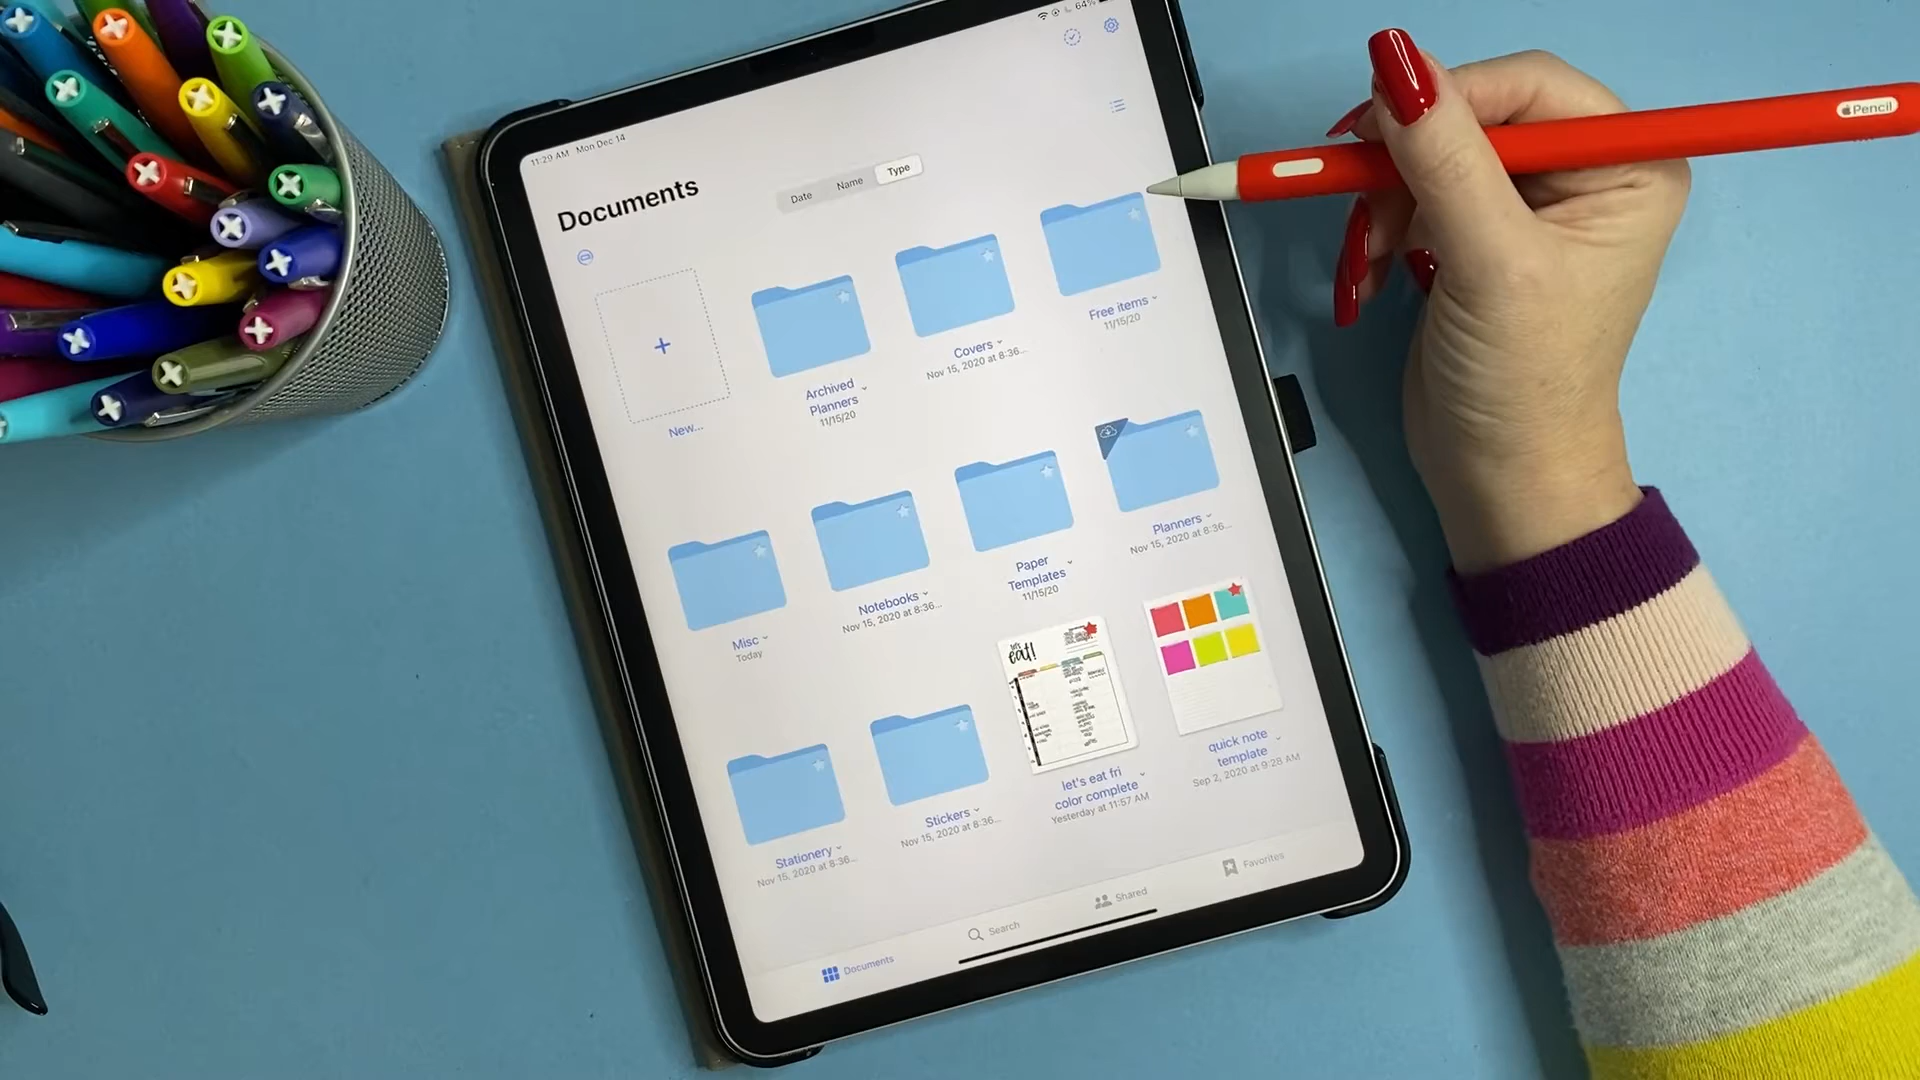 11:29 AM Mon Dec 14
64%
Documents
Date
Name
Type
New...
Archived
Planners
11/15/20
Covers
Nov 15, 2020 at 8:36...
Free items
11/15/20
Misc
Today
Notebooks
Nov 15, 2020 at 8:36...
Paper
Templates
11/15/20
Planners
Nov 15, 2020 at 8:36...
Stationery
Nov 15, 2020 at 8:36...
Stickers
Nov 15, 2020 at 8:36...
let's
eat!
let's eat fri
color complete
Yesterday at 11:57 AM
quick note
template
Sep 2, 2020 at 9:28 AM
Documents
Search
Shared
Favorites
Pencil